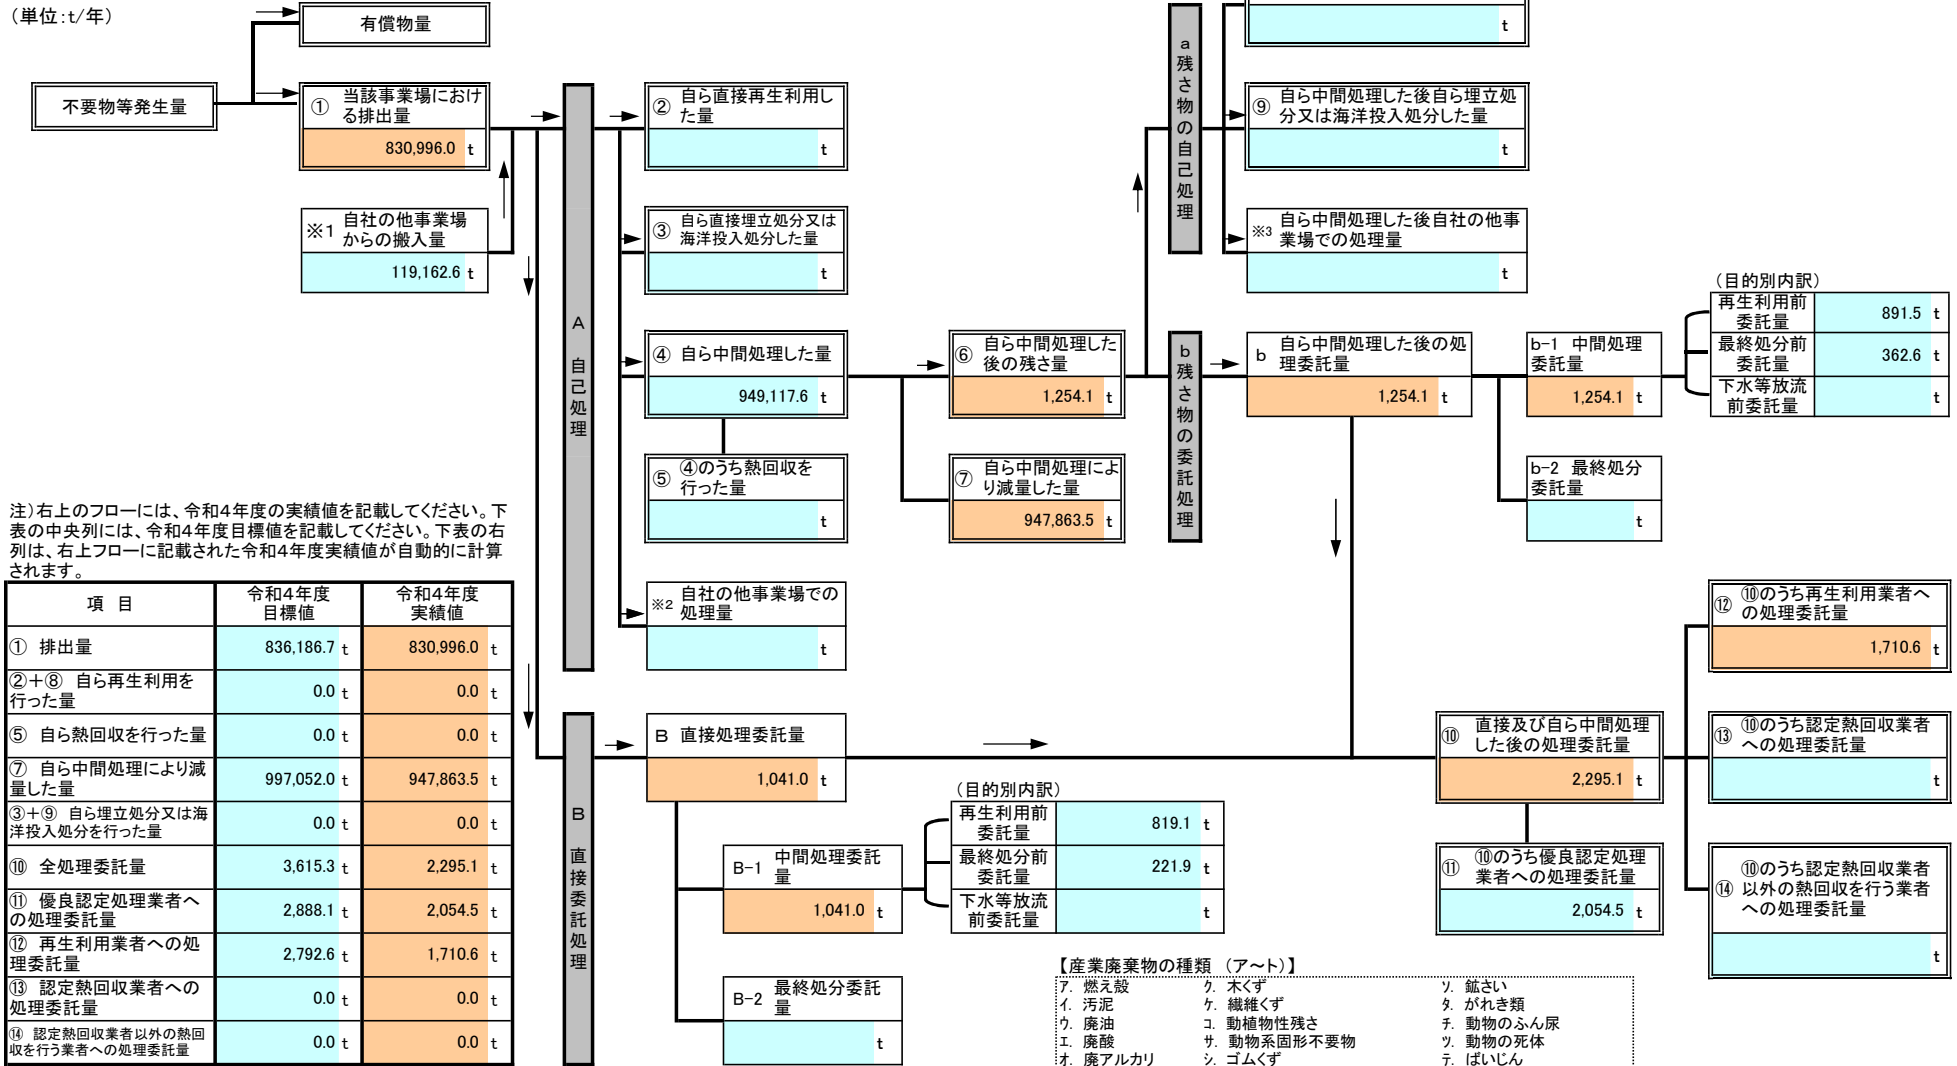 (単位:t/年)
有償物量
不要物等発生量
① 当該事業場におけ
る排出量
830,996.0 t
※1 自社の他事業場
からの搬入量
119,162.6 t
A 自己処理
② 自ら直接再生利用し
た量
t
③ 自ら直接埋立処分又は
海洋投入処分した量
t
④ 自ら中間処理した量
949,117.6 t
⑤ ④のうち熱回収を
行った量
t
※2 自社の他事業場での
処理量
t
⑥ 自ら中間処理した
後の残さ量
1,254.1 t
⑦ 自ら中間処理によ
り減量した量
947,863.5 t
a 残さ物の自己処理
t
⑨ 自ら中間処理した後自ら埋立処
分又は海洋投入処分した量
t
※3 自ら中間処理した後自社の他事
業場での処理量
t
b 残さ物の委託処理
b 自ら中間処理した後の処
理委託量
1,254.1 t
b-1 中間処理
委託量
1,254.1 t
(目的別内訳)
再生利用前
委託量
891.5 t
最終処分前
委託量
362.6 t
下水等放流
前委託量
t
b-2 最終処分
委託量
t
注)右上のフローには、令和4年度の実績値を記載してください。下
表の中央列には、令和4年度目標値を記載してください。下表の右
列は、右上フローに記載された令和4年度実績値が自動的に計算
されます。
項 目 令和4年度 目標値 令和4年度 実績値
① 排出量 836,186.7 t 830,996.0 t
②+⑧ 自ら再生利用を
行った量 0.0 t 0.0 t
⑤ 自ら熱回収を行った量 0.0 t 0.0 t
⑦ 自ら中間処理により減
量した量 997,052.0 t 947,863.5 t
③+⑨ 自ら埋立処分又は海
洋投入処分を行った量 0.0 t 0.0 t
⑩ 全処理委託量 3,615.3 t 2,295.1 t
⑪ 優良認定処理業者へ
の処理委託量 2,888.1 t 2,054.5 t
⑫ 再生利用業者への処
理委託量 2,792.6 t 1,710.6 t
⑬ 認定熱回収業者への
処理委託量 0.0 t 0.0 t
⑭ 認定熱回収業者以外の熱回
収を行う業者への処理委託量 0.0 t 0.0 t
B 直接委託処理
B 直接処理委託量
1,041.0 t
B-1 中間処理委託
量
1,041.0 t
(目的別内訳)
再生利用前
委託量
819.1 t
最終処分前
委託量
221.9 t
下水等放流
前委託量
t
B-2 最終処分委託
量
t
⑩ 直接及び自ら中間処理
した後の処理委託量
2,295.1 t
⑪ ⑩のうち優良認定処理
業者への処理委託量
2,054.5 t
⑫ ⑩のうち再生利用業者へ
の処理委託量
1,710.6 t
⑬ ⑩のうち認定熱回収業者
への処理委託量
t
⑭ ⑩のうち認定熱回収業者
以外の熱回収を行う業者
への処理委託量
t
【産業廃棄物の種類 (ア~ト)】
ア. 燃え殻 ク. 木くず ソ. 鉱さい
イ. 汚泥 ケ. 繊維くず タ. がれき類
ウ. 廃油 コ. 動植物性残さ チ. 動物のふん尿
エ. 廃酸 サ. 動物系固形不要物 ツ. 動物の死体
オ. 廃アルカリ シ. ゴムくず テ. ばいじん